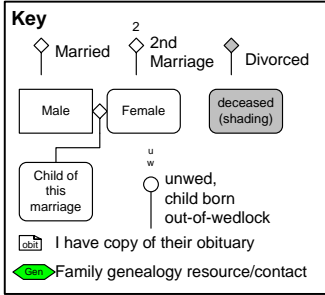 Key
Married
2
2nd
Marriage
Divorced
Male
Female
deceased
(shading)
Child of
this
marriage
u
w
unwed,
child born
out-of-wedlock
obit I have copy of their obituary
Gen Family genealogy resource/contact